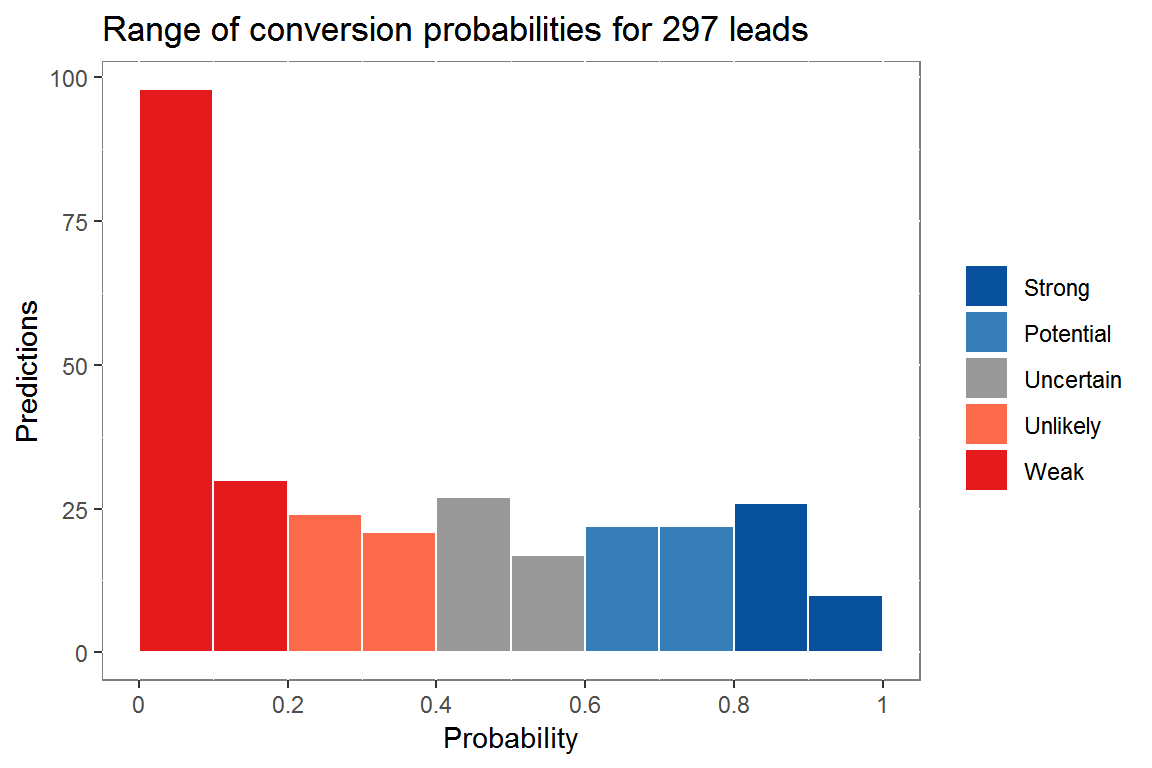 Range of conversion probabilities for 297 leads
100
75
50
25
0
Predictions
0 0.2 0.4 0.6 0.8 1
Probability
Strong
Potential
Uncertain
Unlikely
Weak